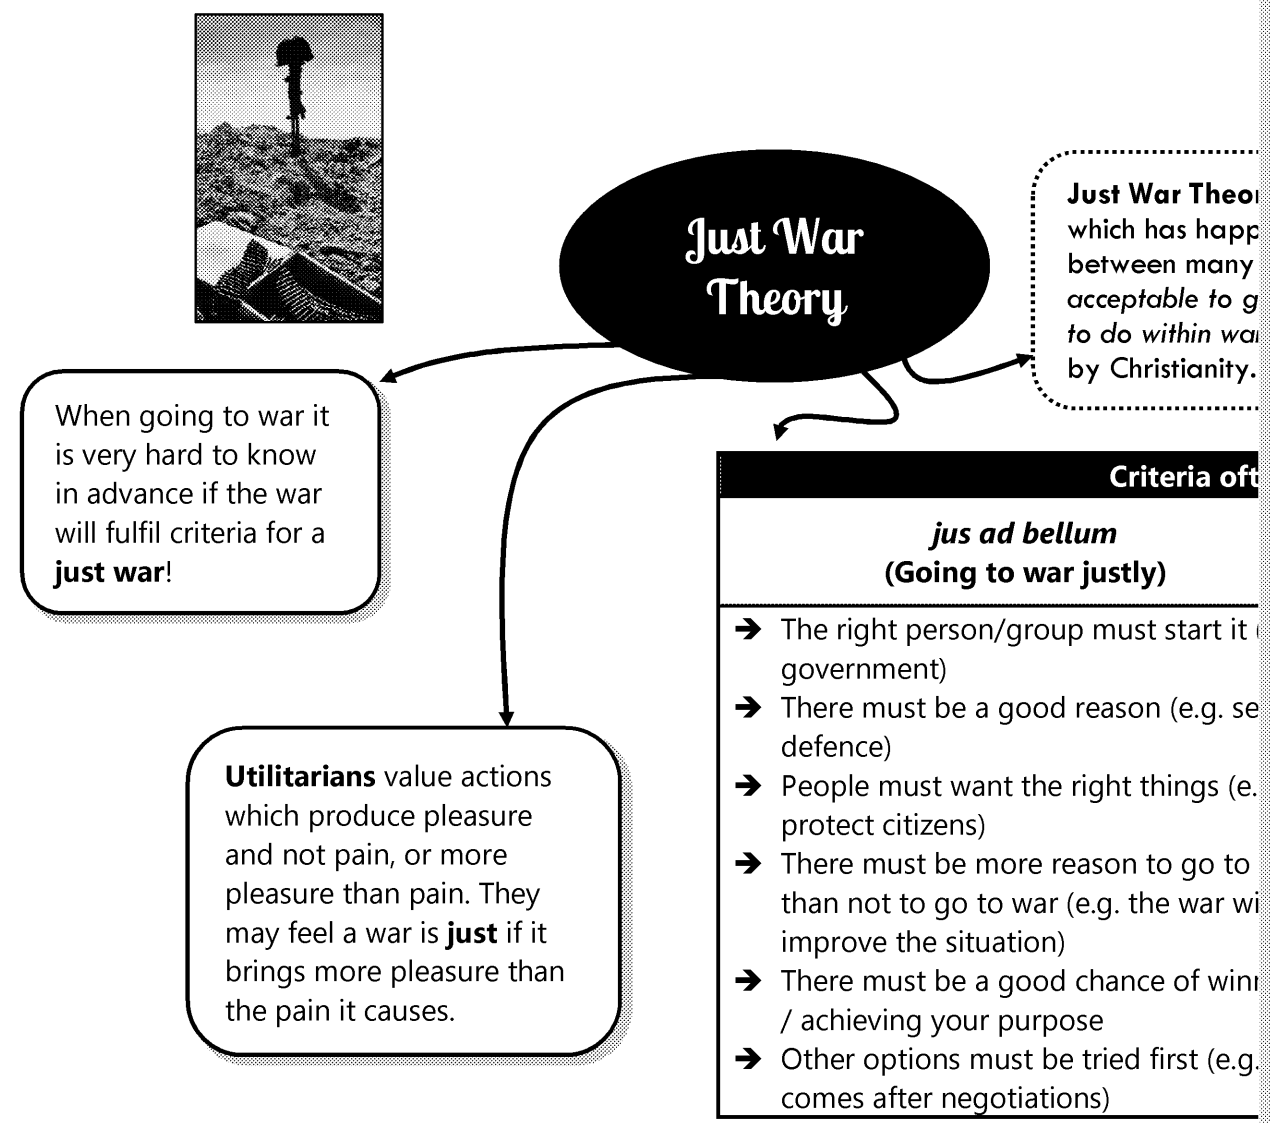 Just War
Theory
Just War
which has
between many
acceptable to
to do within
by Christianity.
When going to war it
is very hard to know
in advance if the war
will fulfil criteria for a
just war!
Criteria
jus ad bellum
(Going to war justly)
➔ The right person/group must start it
government)
➔ There must be a good reason (e.g.
defence)
➔ People must want the right things
protect citizens)
➔ There must be more reason to go to
than not to go to war (e.g. the war
improve the situation)
➔ There must be a good chance of
/ achieving your purpose
➔ Other options must be tried first (e.g.
comes after negotiations)
Utilitarians value actions
which produce pleasure
and not pain, or more
pleasure than pain. They
may feel a war is just if it
brings more pleasure than
the pain it causes.